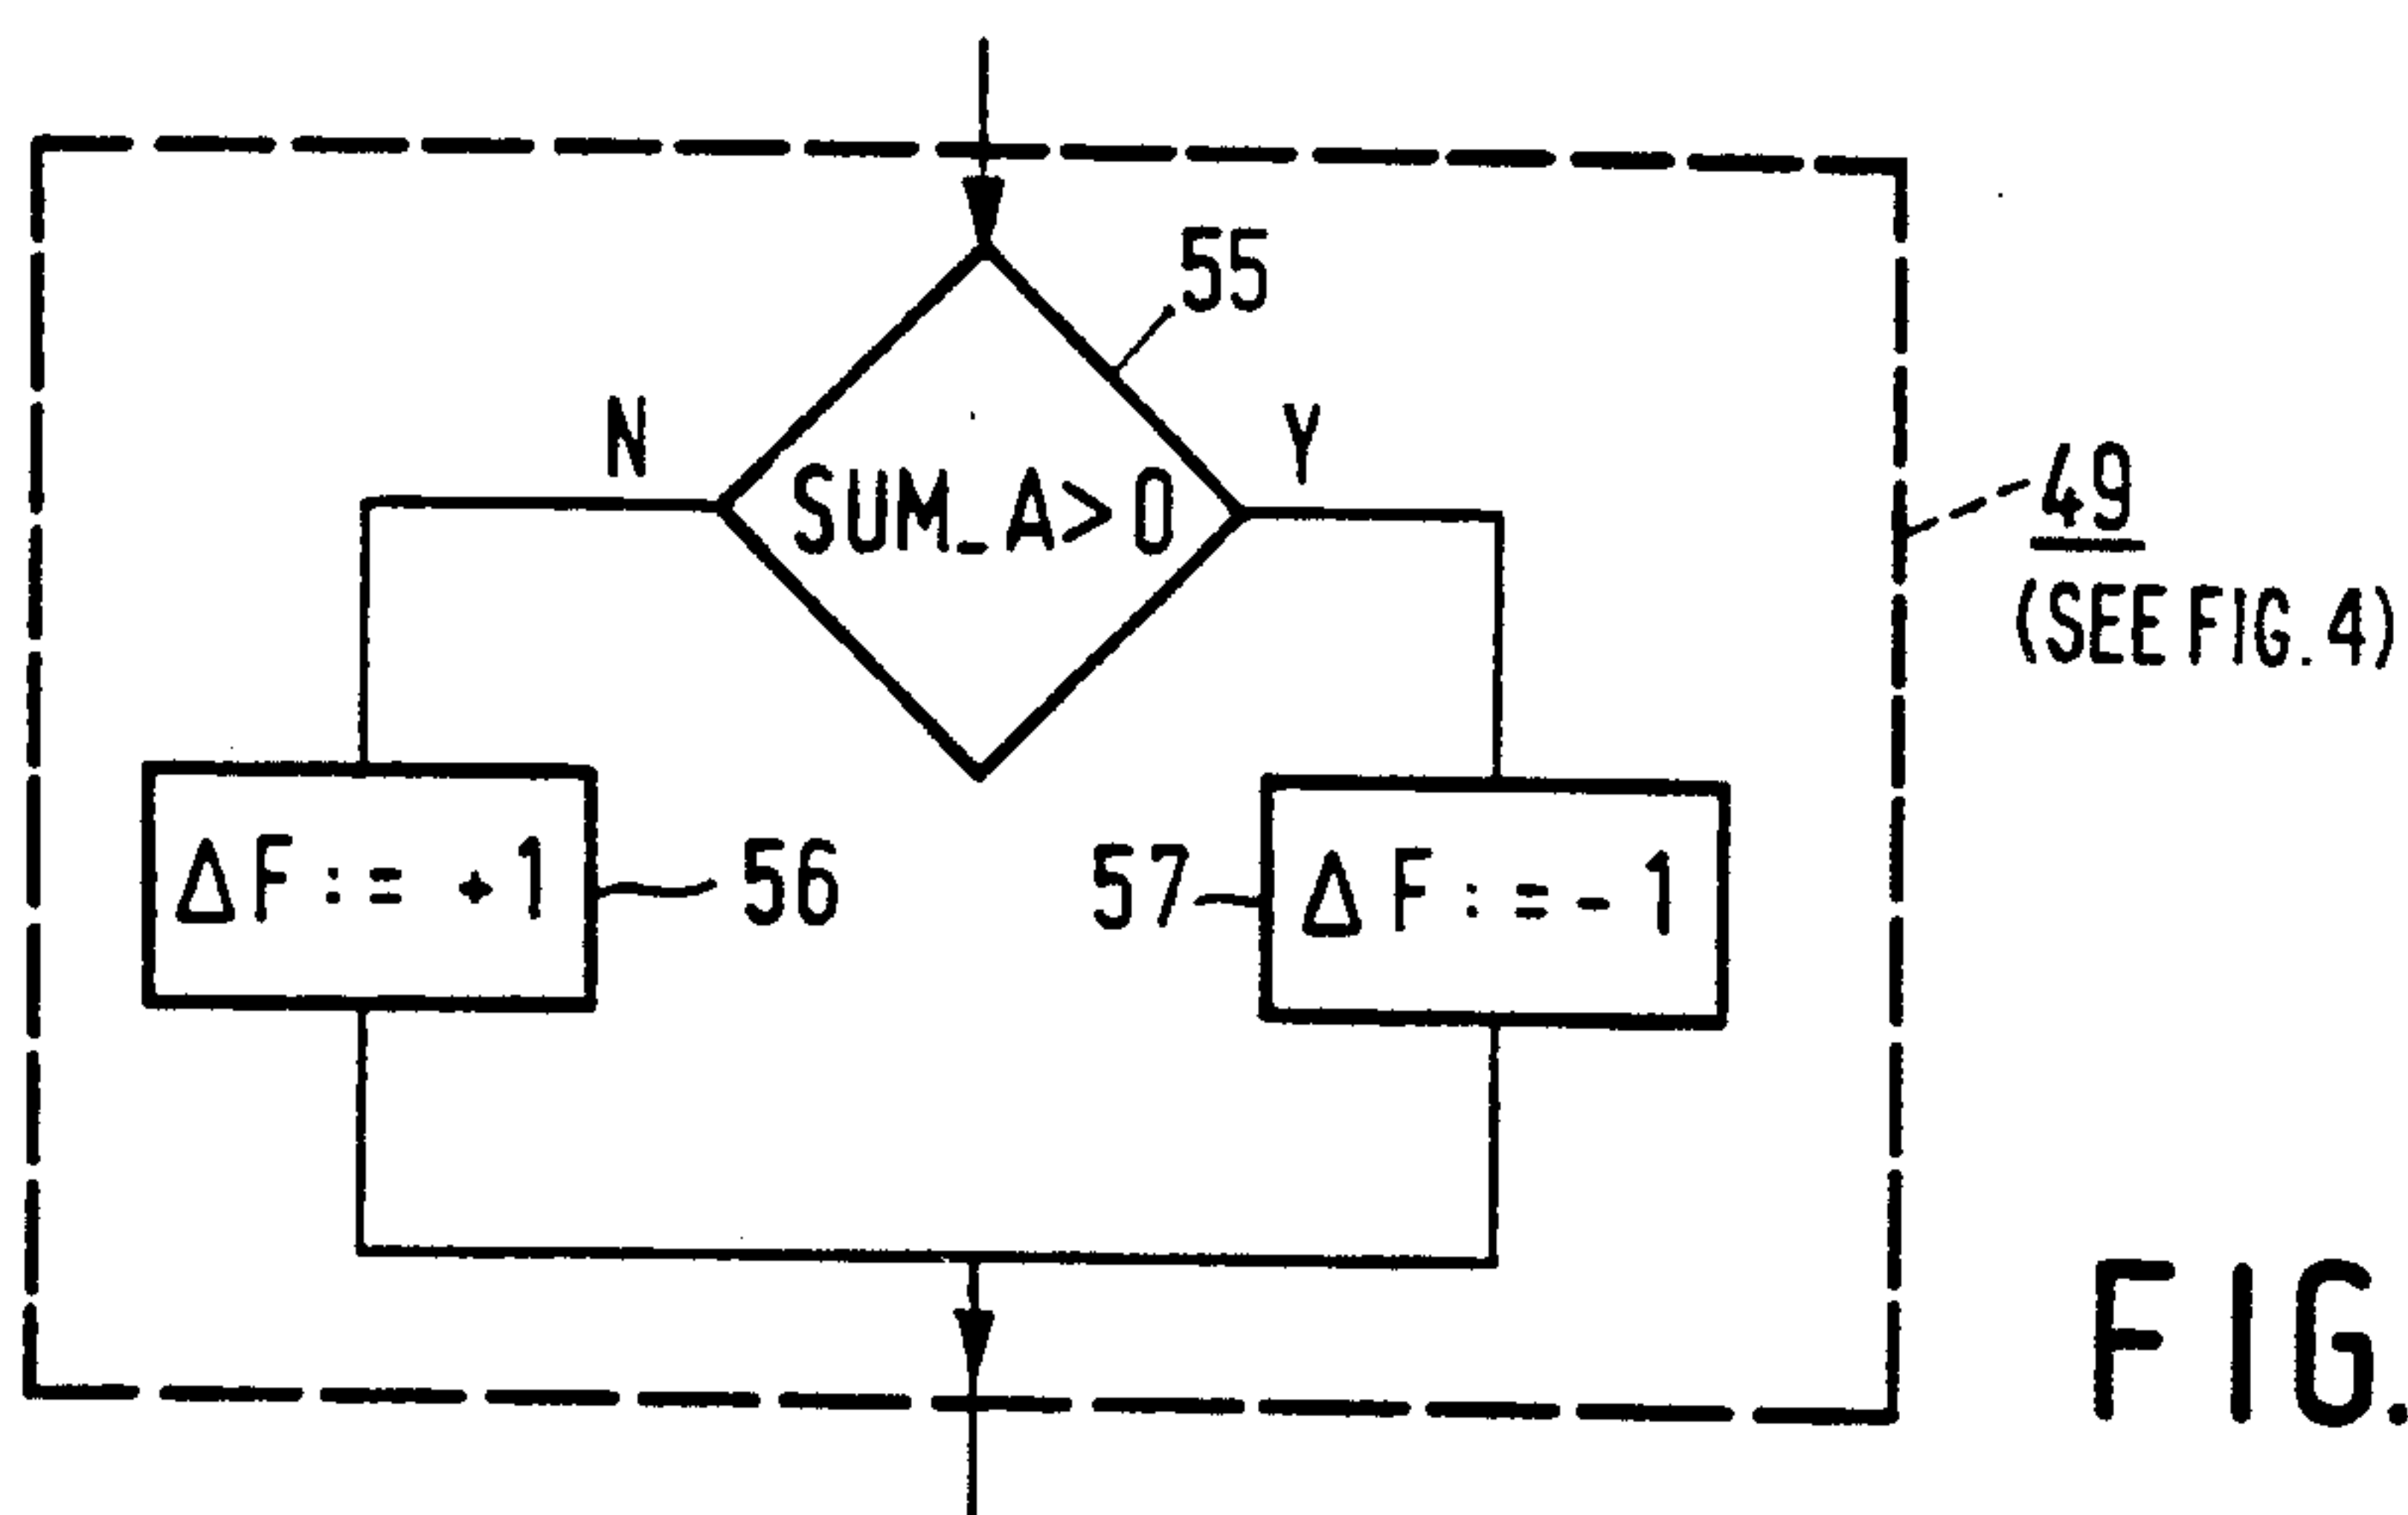 55
N
Y
SUM_A>0
49
(SEE FIG. 4)
ΔF := +1
56
57
ΔF := -1
FIG.